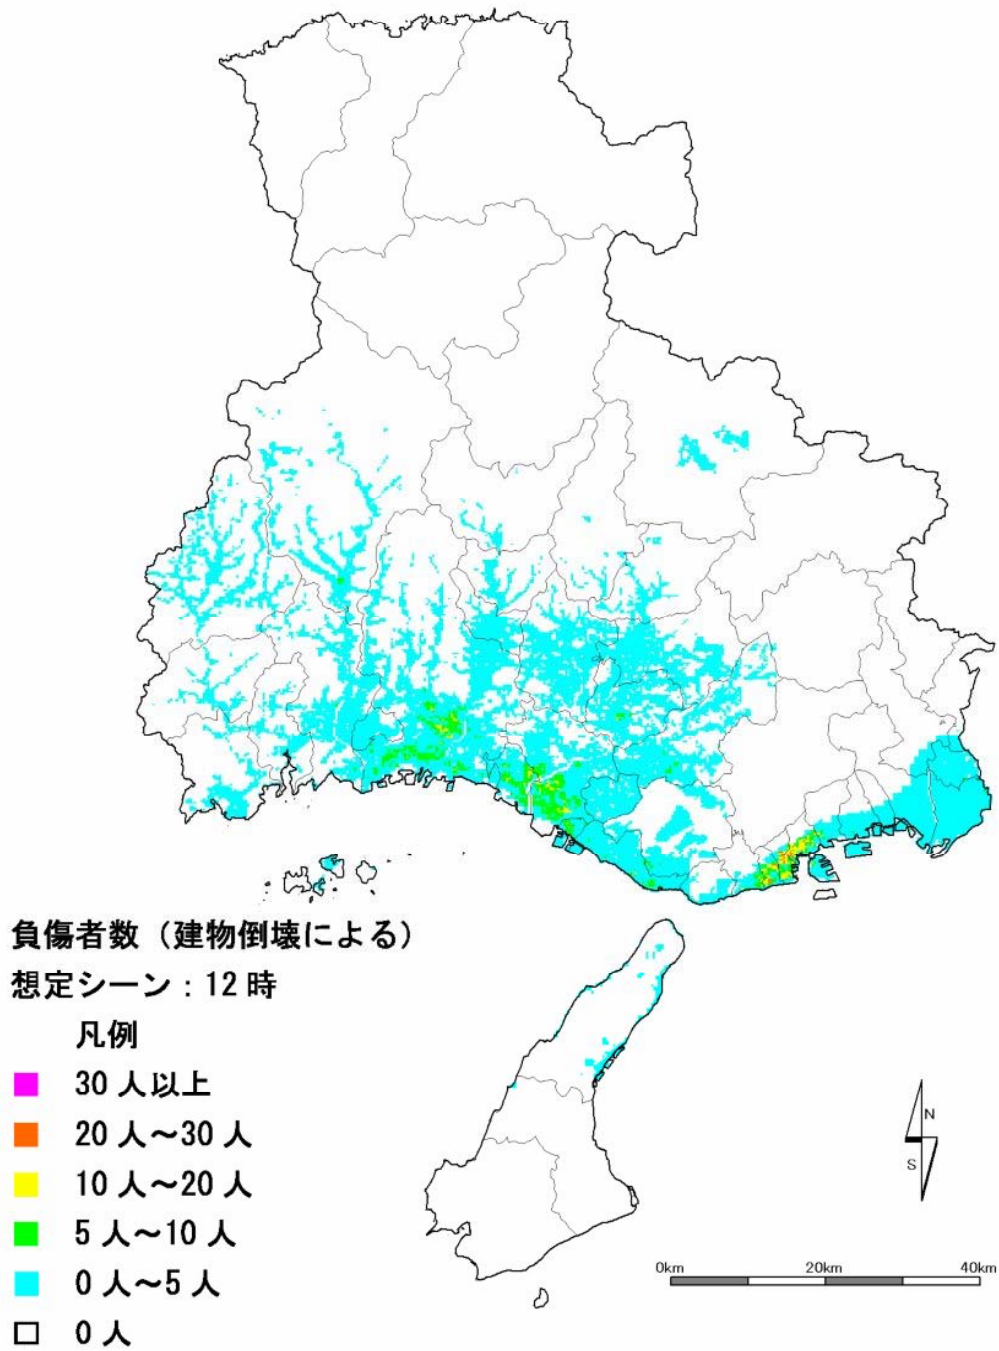 負傷者数（建物倒壊による）
想定シーン：12時
凡例
30人以上
20人～30人
10人～20人
5人～10人
0人～5人
0人
N
S
0km 20km 40km